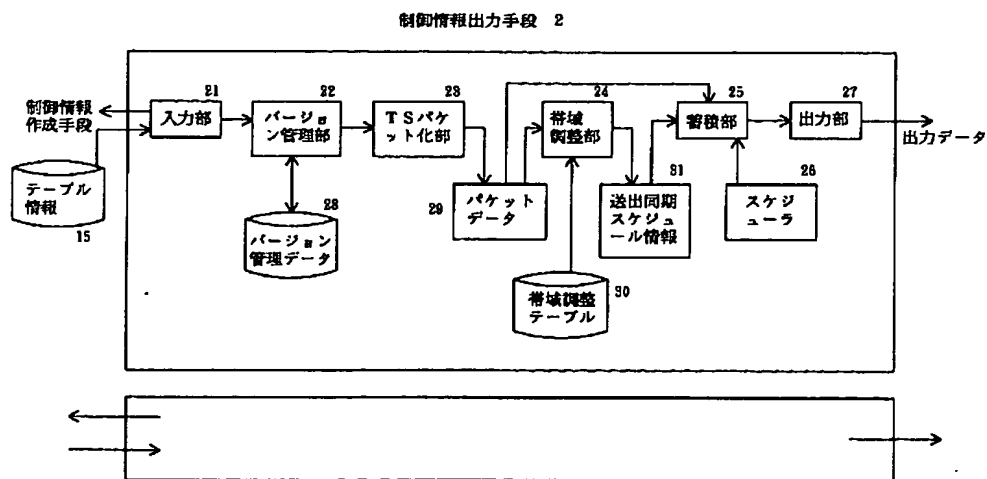 制御情報出力手段 2
制御情報
作成手段
テーブル
情報
15
21
入力部
22
バージョ
ン管理部
28
バージョン
管理データ
23
TSパケ
ット化部
29
パケット
データ
24
帯域
調整部
30
帯域調整
テーブル
31
送出同期
スケジュ
ール情報
25
蓄積部
26
スケジ
ューラ
27
出力部
出力データ